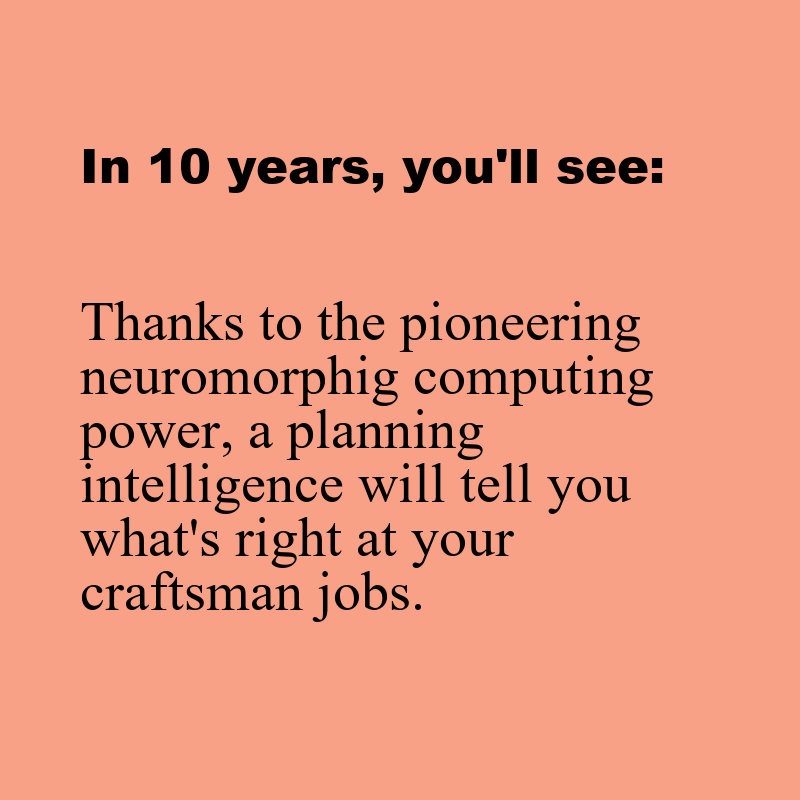 In 10 years, you'll see:
Thanks to the pioneering
neuromorphig computing
power, a planning
intelligence will tell you
what's right at your
craftsman jobs.